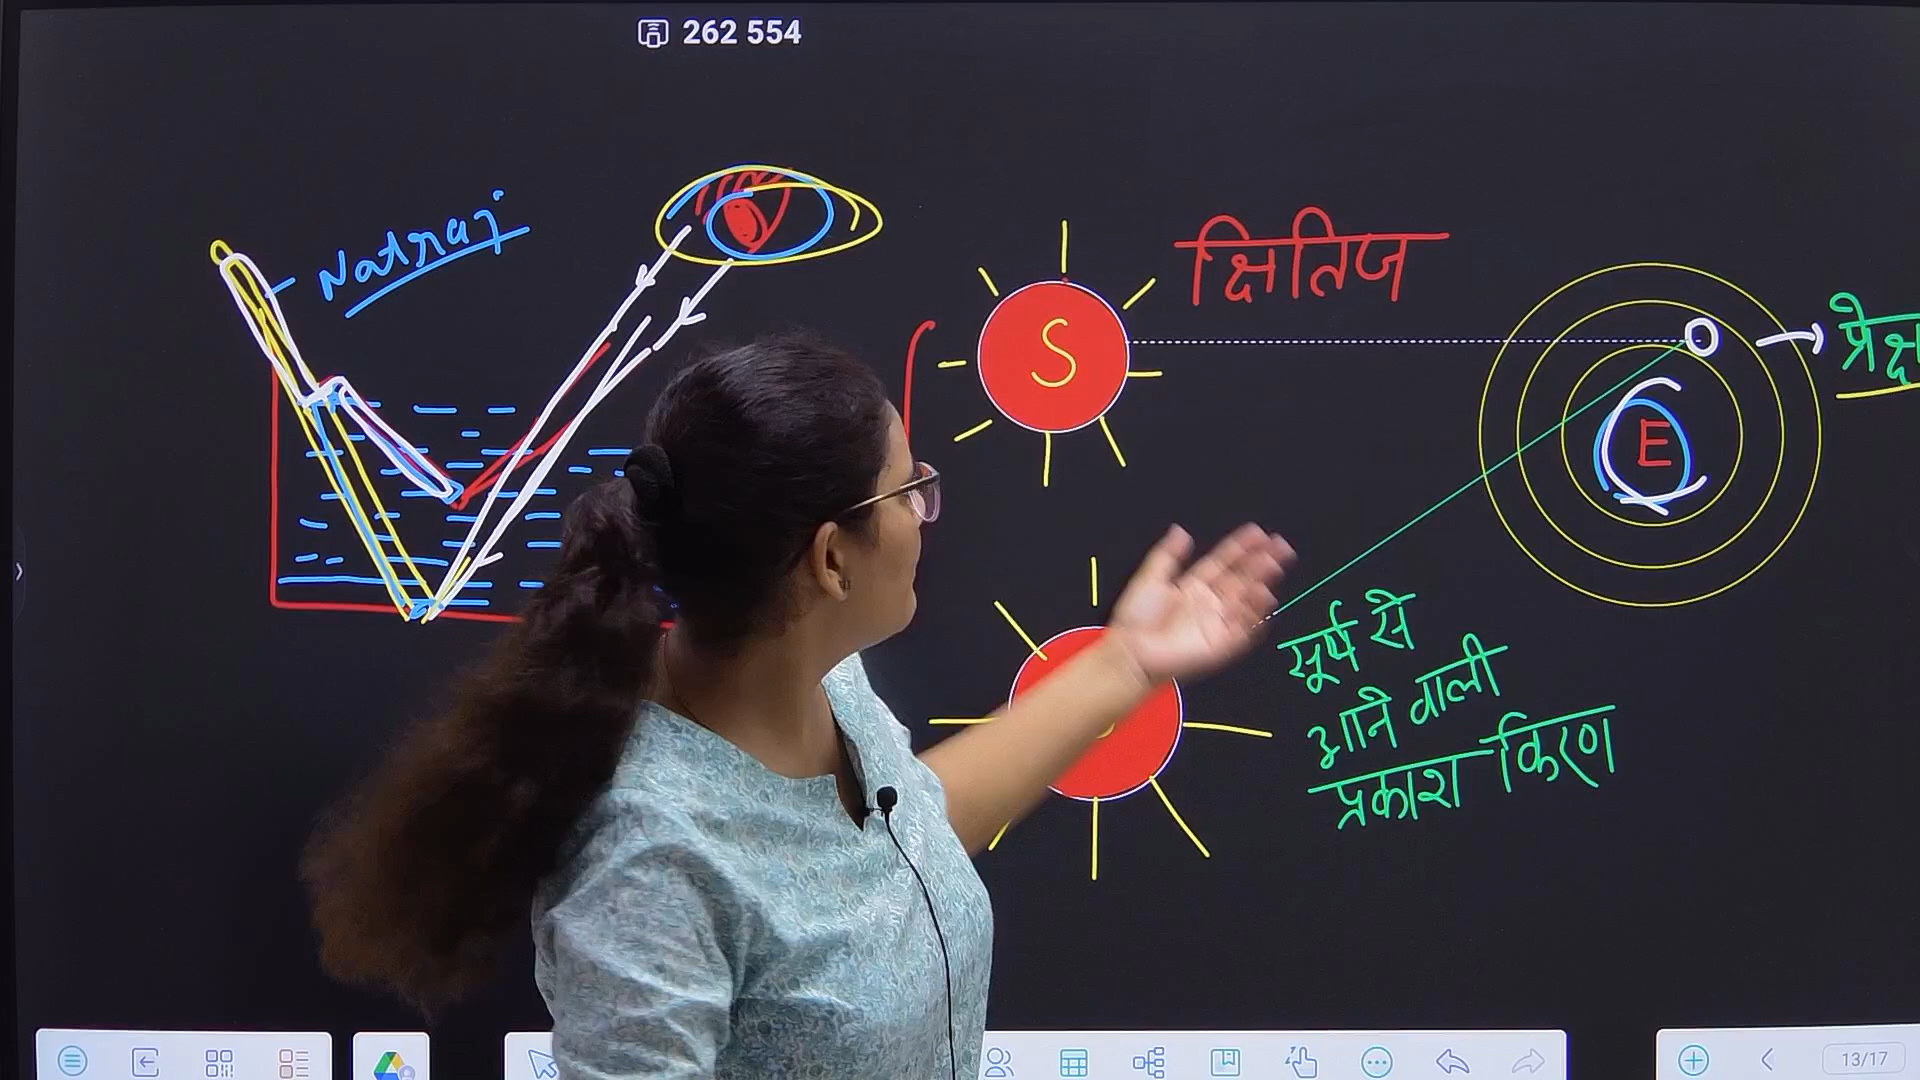 262 554
Natraj
क्षितिज
S
E
सूर्य से
आने वाली
प्रकाश किरण
13/17